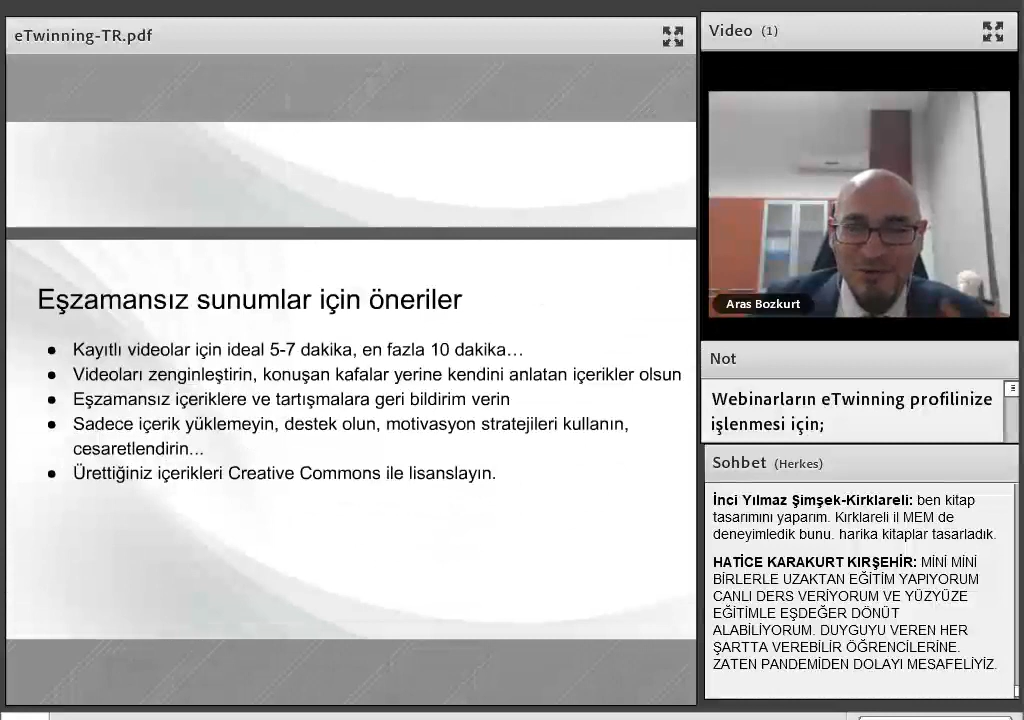 eTwinning-TR.pdf
Eşzamansız sunumlar için öneriler
● Kayıtlı videolar için ideal 5-7 dakika, en fazla 10 dakika…
● Videoları zenginleştirin, konuşan kafalar yerine kendini anlatan içerikler olsun
● Eşzamansız içeriklere ve tartışmalara geri bildirim verin
● Sadece içerik yüklemeyin, destek olun, motivasyon stratejileri kullanın,
cesaretlendirin...
● Ürettiğiniz içerikleri Creative Commons ile lisanslayın.
Video (1)
Aras Bozkurt
Not
Webinarların eTwinning profilinize
işlenmesi için;
Sohbet (Herkes)
İnci Yılmaz Şimşek-Kirklareli: ben kitap
tasarımını yaparım. Kırklareli il MEM de
deneyimledik bunu. harika kitaplar tasarladık.
HATİCE KARAKURT KIRŞEHİR: MİNİ MİNİ
BİRLERLE UZAKTAN EĞİTİM YAPIYORUM
CANLI DERS VERİYORUM VE YÜZYÜZE
EĞİTİMLE EŞDEĞER DÖNÜT
ALABİLİYORUM. DUYGUYU VEREN HER
ŞARTTA VEREBİLİR ÖĞRENCİLERİNE.
ZATEN PANDEMİDEN DOLAYI MESAFELİYİZ.